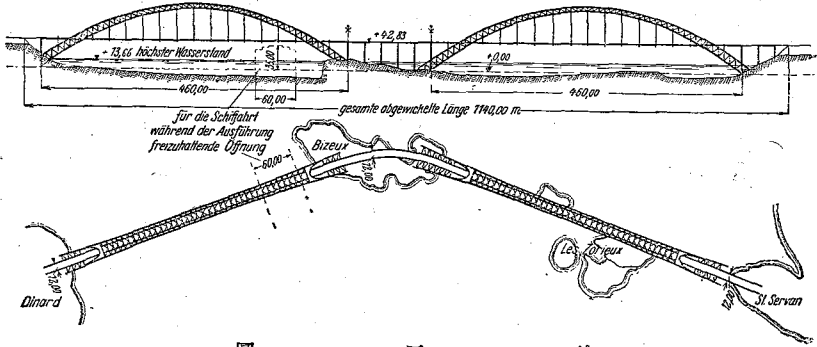 + 42,83
+ 13,66 höchster Wasserstand
25,00
±0,00
460,00
60,00
460,00
gesamte abgewickelte Länge 1140,00 m.
für die Schiffahrt
während der Ausführung
freizuhaltende Öffnung
60,00
Bizeux
12,00
Dinard
12,00
St. Servan